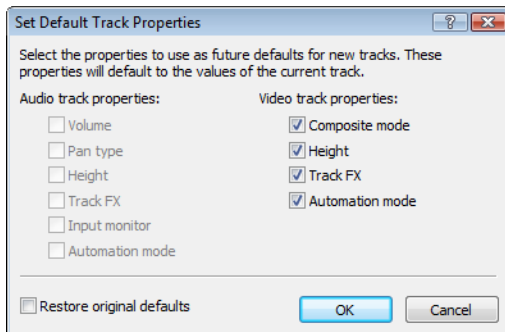 Set Default Track Properties
Select the properties to use as future defaults for new tracks. These
properties will default to the values of the current track.
Audio track properties:
Volume
Pan type
Height
Track FX
Input monitor
Automation mode
Video track properties:
Composite mode
Height
Track FX
Automation mode
Restore original defaults
OK
Cancel